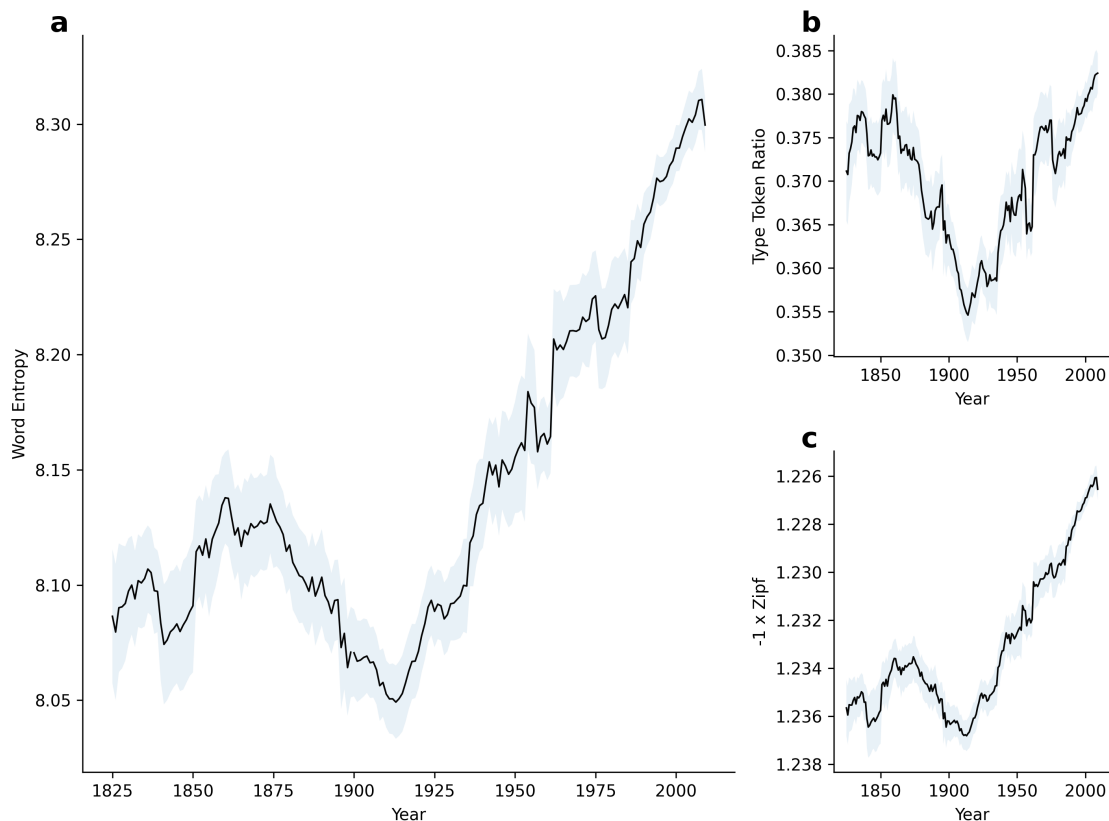 a
8.30
8.25
8.20
8.15
8.10
8.05
Word Entropy
1825 1850 1875 1900 1925 1950 1975 2000
Year
b
0.385
0.380
0.375
0.370
0.365
0.360
0.355
0.350
Type Token Ratio
1850 1900 1950 2000
Year
c
1.226
1.228
1.230
1.232
1.234
1.236
1.238
-1 x Zipf
1850 1900 1950 2000
Year